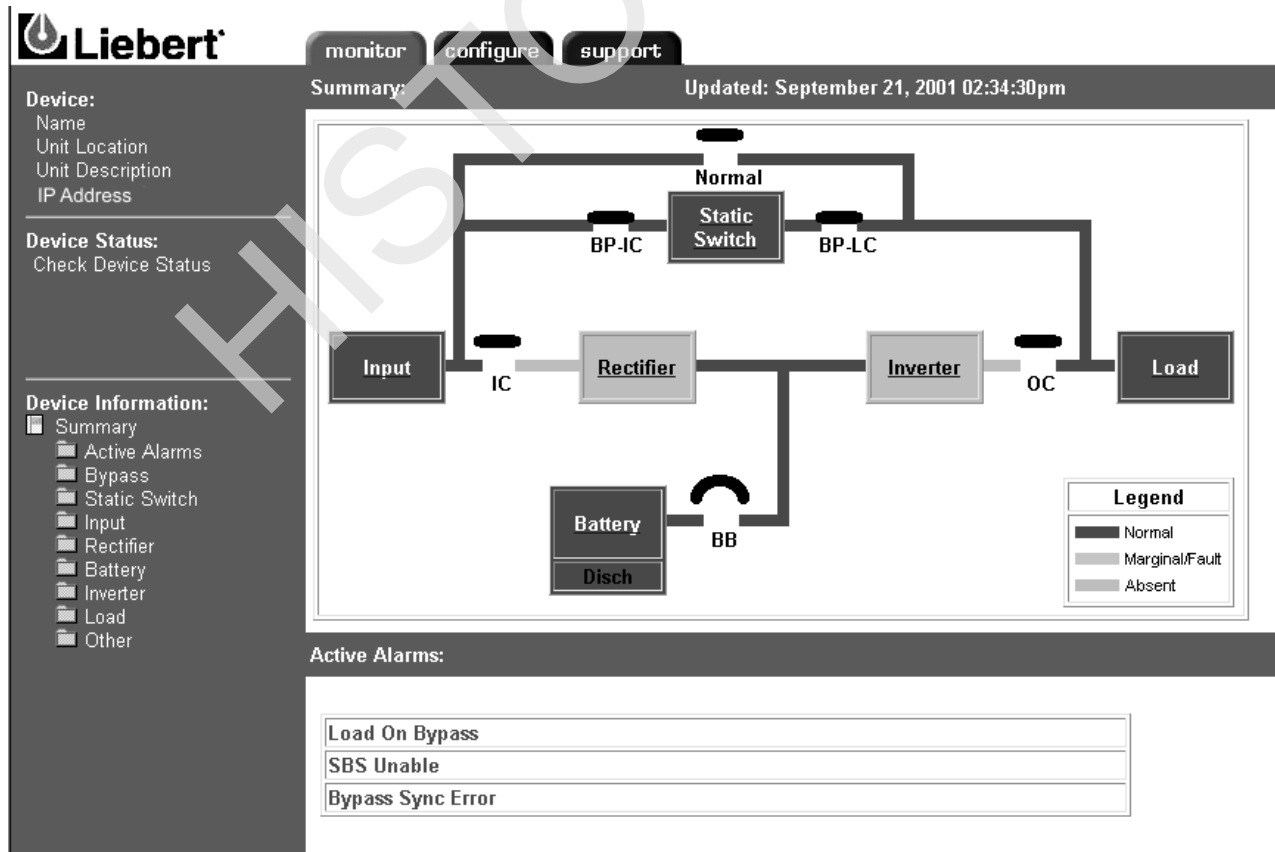 Liebert
monitor configure support
Summary: Updated: September 21, 2001 02:34:30pm
Device:
Name
Unit Location
Unit Description
IP Address
Device Status:
Check Device Status
Device Information:
Summary
Active Alarms
Bypass
Static Switch
Input
Rectifier
Battery
Inverter
Load
Other
Normal
Static
Switch
BP-IC
BP-LC
Input
IC
Rectifier
Inverter
OC
Load
Battery
Disch
BB
Legend
Normal
Marginal/Fault
Absent
Active Alarms:
Load On Bypass
SBS Unable
Bypass Sync Error
HISTO